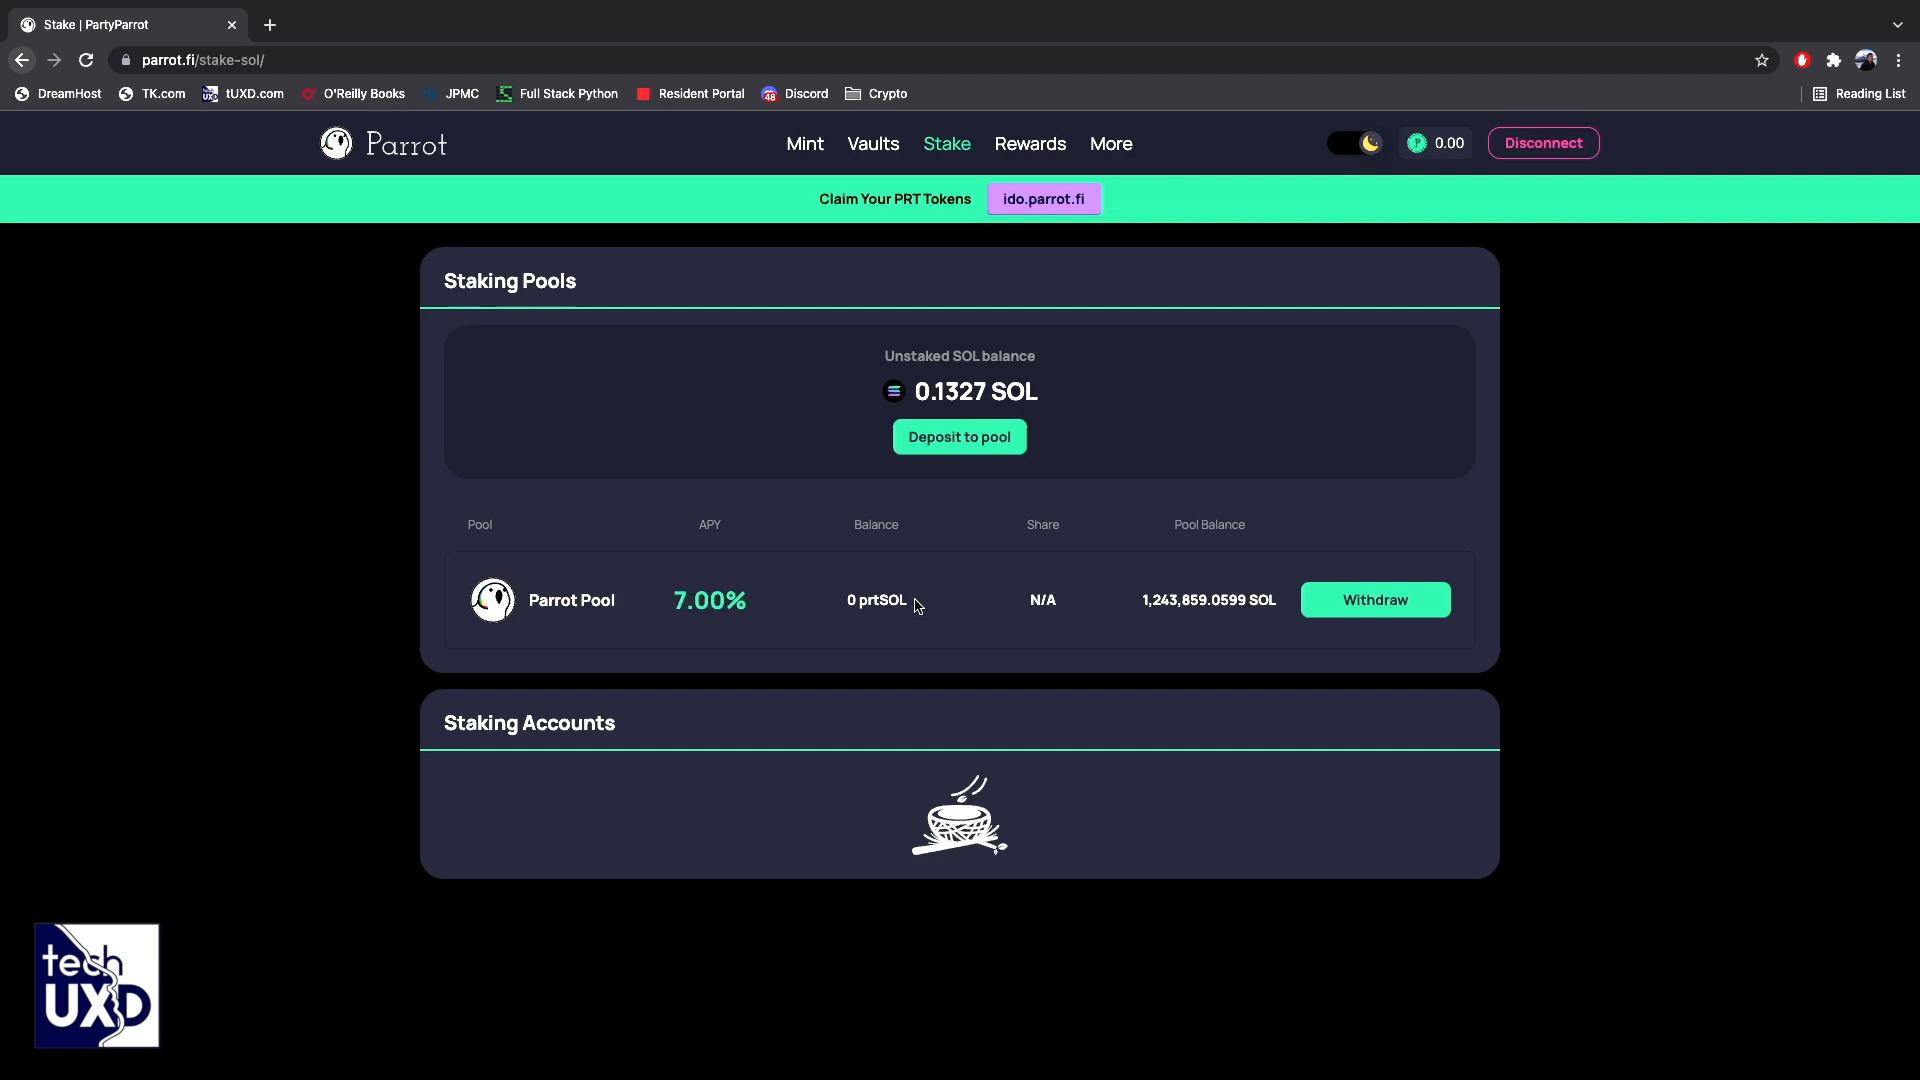 Stake | PartyParrot
parrot.fi/stake-sol/
DreamHost TK.com tUXD.com O'Reilly Books JPMC Full Stack Python Resident Portal 48 Discord Crypto Reading List
Parrot Mint Vaults Stake Rewards More 0.00 Disconnect
Claim Your PRT Tokens ido.parrot.fi
Staking Pools
Unstaked SOL balance
0.1327 SOL
Deposit to pool
Pool APY Balance Share Pool Balance
Parrot Pool 7.00% 0 prtSOL N/A 1,243,859.0599 SOL Withdraw
Staking Accounts
tech
UXD